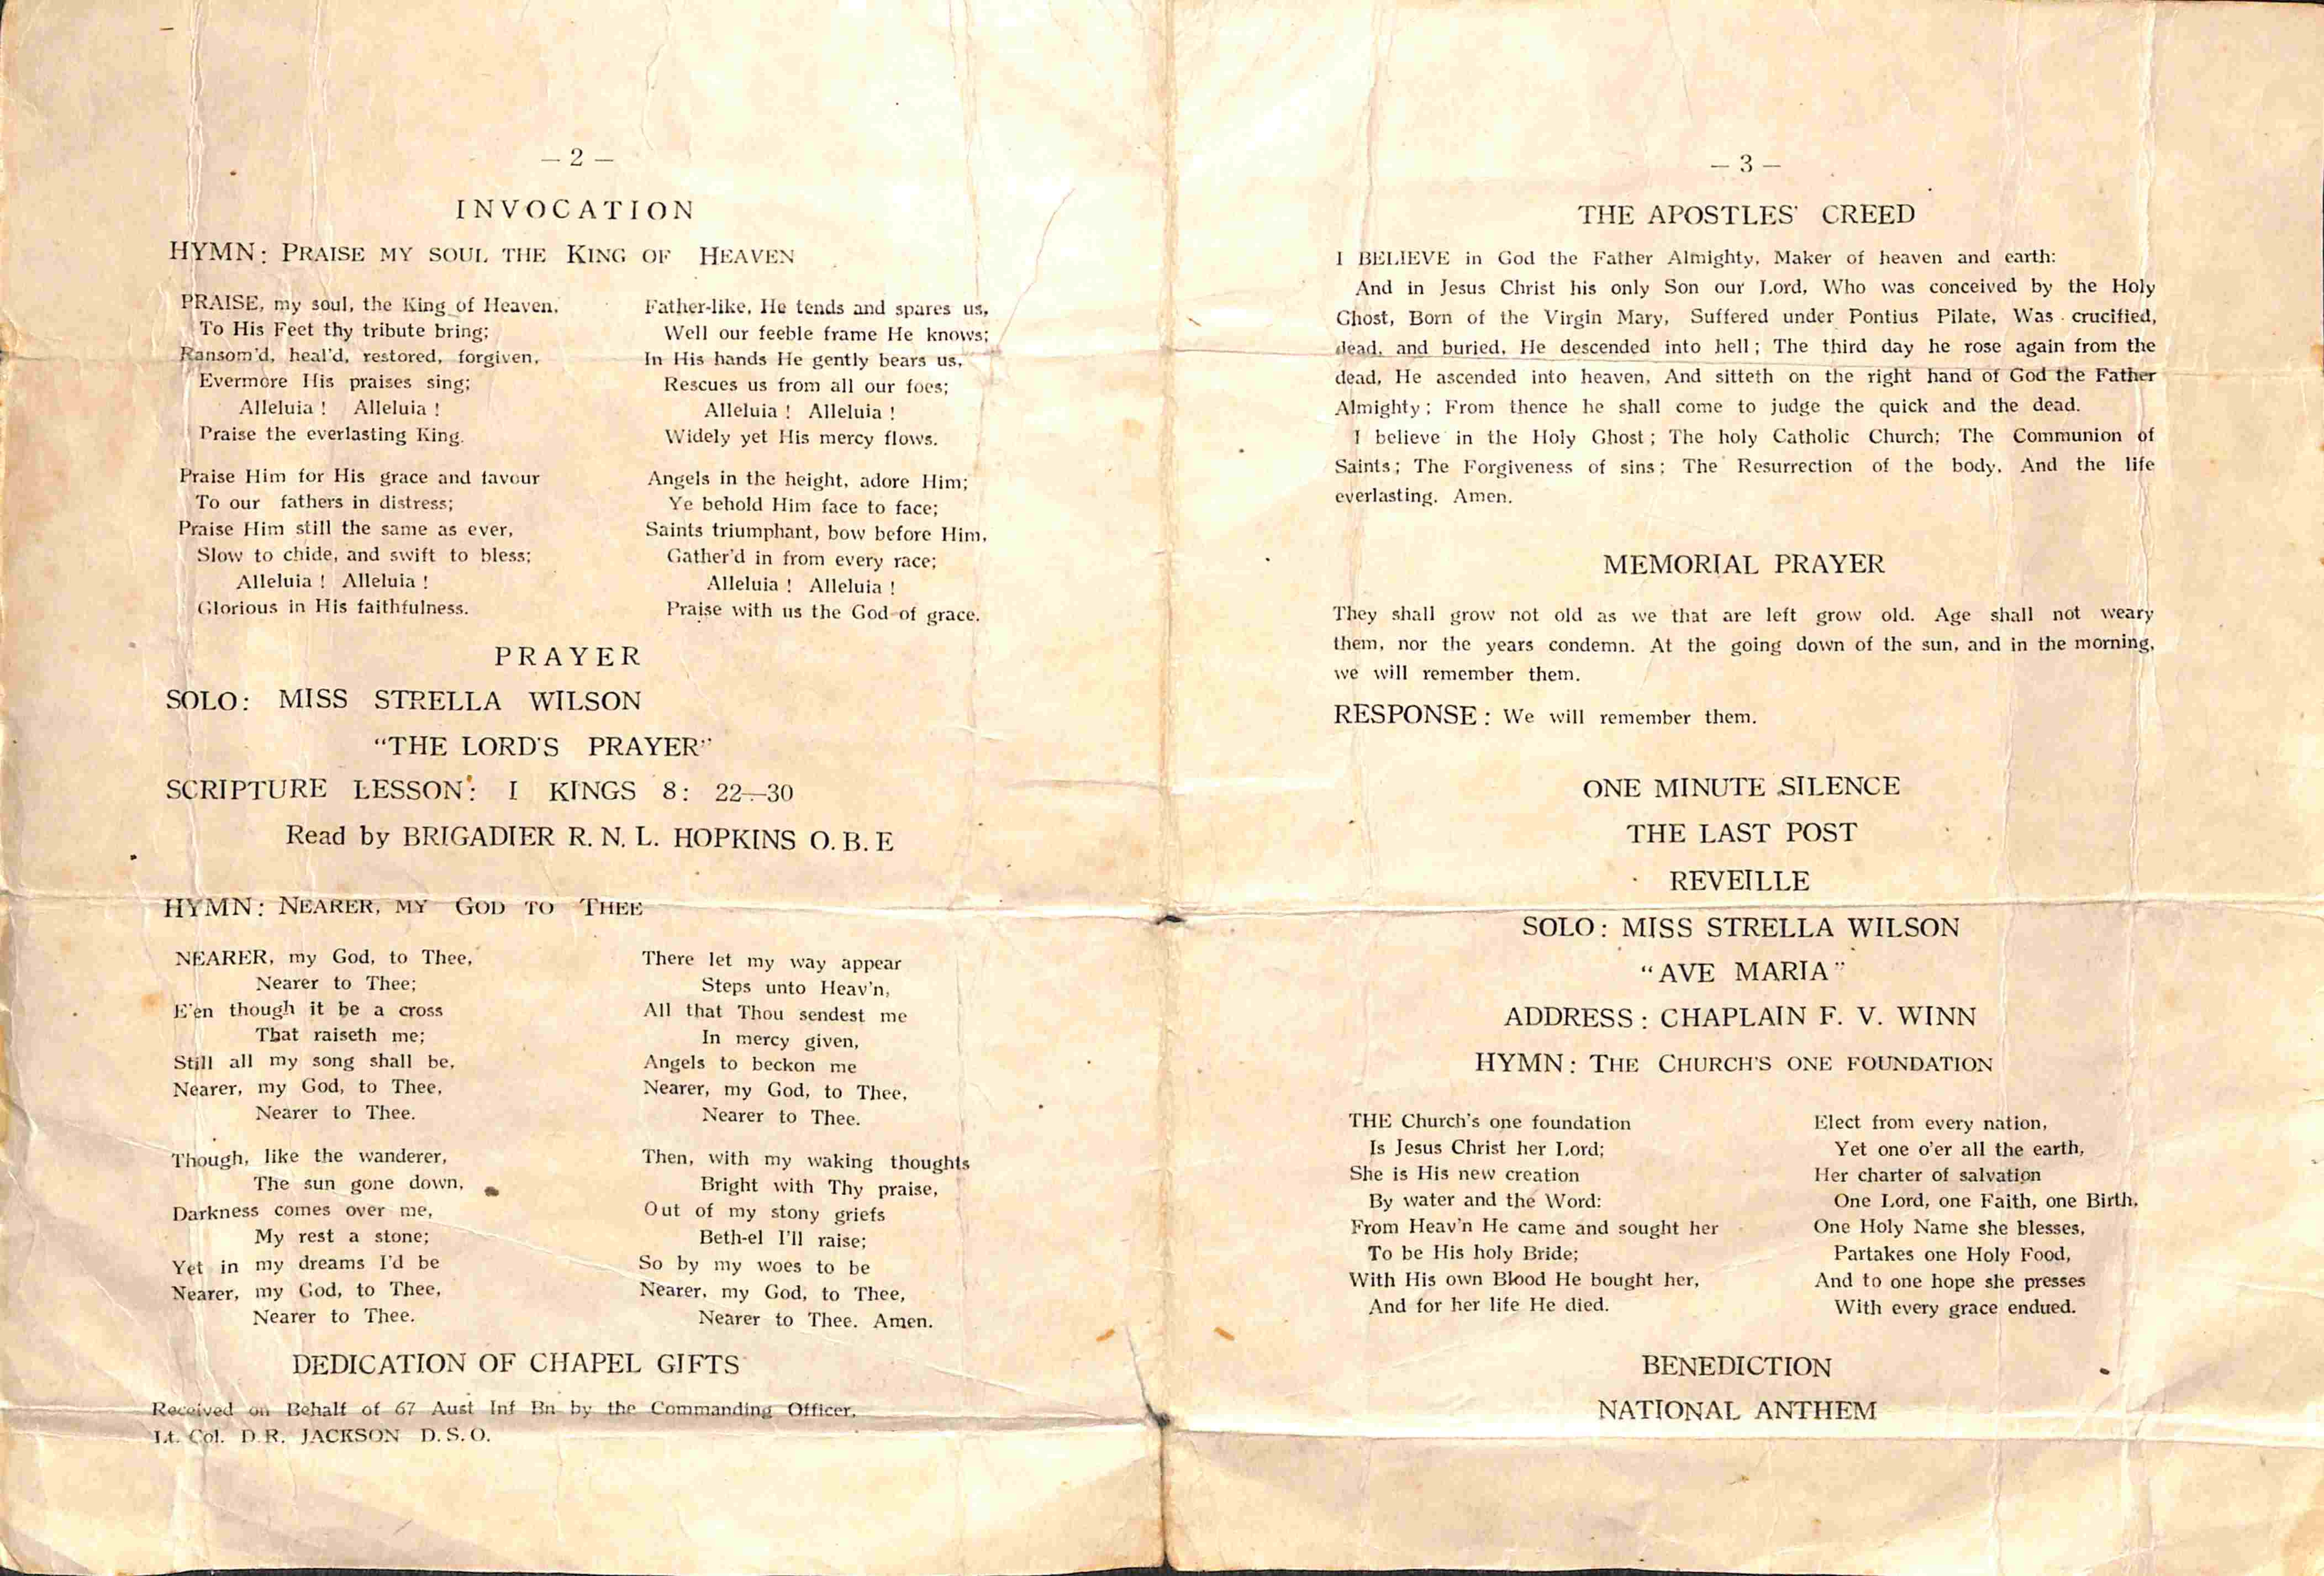 — 2 —
INVOCATION
HYMN: PRAISE MY SOUL THE KING OF HEAVEN
PRAISE, my soul, the King of Heaven,
To His Feet thy tribute bring;
Ransom'd, heal'd, restored, forgiven,
Evermore His praises sing;
Alleluia ! Alleluia !
Praise the everlasting King.
Praise Him for His grace and favour
To our fathers in distress;
Praise Him still the same as ever,
Slow to chide, and swift to bless;
Alleluia ! Alleluia !
Glorious in His faithfulness.
Father-like, He tends and spares us,
Well our feeble frame He knows;
In His hands He gently bears us,
Rescues us from all our foes;
Alleluia ! Alleluia !
Widely yet His mercy flows.
Angels in the height, adore Him;
Ye behold Him face to face;
Saints triumphant, bow before Him,
Gather'd in from every race;
Alleluia ! Alleluia !
Praise with us the God of grace.
PRAYER
SOLO: MISS STRELLA WILSON
"THE LORD'S PRAYER"
SCRIPTURE LESSON: I KINGS 8: 22—30
Read by BRIGADIER R. N. L. HOPKINS O. B. E
HYMN: NEARER, MY GOD TO THEE
NEARER, my God, to Thee,
Nearer to Thee;
E'en though it be a cross
That raiseth me;
Still all my song shall be,
Nearer, my God, to Thee,
Nearer to Thee.
Though, like the wanderer,
The sun gone down,
Darkness comes over me,
My rest a stone;
Yet in my dreams I'd be
Nearer, my God, to Thee,
Nearer to Thee.
There let my way appear
Steps unto Heav'n,
All that Thou sendest me
In mercy given,
Angels to beckon me
Nearer, my God, to Thee,
Nearer to Thee.
Then, with my waking thoughts
Bright with Thy praise,
Out of my stony griefs
Beth-el I'll raise;
So by my woes to be
Nearer, my God, to Thee,
Nearer to Thee. Amen.
DEDICATION OF CHAPEL GIFTS
Received on Behalf of 67 Aust Inf Bn by the Commanding Officer,
Lt. Col. D.R. JACKSON D. S. O.
— 3 —
THE APOSTLES' CREED
I BELIEVE in God the Father Almighty, Maker of heaven and earth:
And in Jesus Christ his only Son our Lord, Who was conceived by the Holy
Ghost, Born of the Virgin Mary, Suffered under Pontius Pilate, Was crucified,
dead, and buried, He descended into hell; The third day he rose again from the
dead, He ascended into heaven, And sitteth on the right hand of God the Father
Almighty; From thence he shall come to judge the quick and the dead.
I believe in the Holy Ghost; The holy Catholic Church; The Communion of
Saints; The Forgiveness of sins; The Resurrection of the body, And the life
everlasting. Amen.
MEMORIAL PRAYER
They shall grow not old as we that are left grow old. Age shall not weary
them, nor the years condemn. At the going down of the sun, and in the morning,
we will remember them.
RESPONSE: We will remember them.
ONE MINUTE SILENCE
THE LAST POST
REVEILLE
SOLO: MISS STRELLA WILSON
"AVE MARIA"
ADDRESS: CHAPLAIN F. V. WINN
HYMN: THE CHURCH'S ONE FOUNDATION
THE Church's one foundation
Is Jesus Christ her Lord;
She is His new creation
By water and the Word:
From Heav'n He came and sought her
To be His holy Bride;
With His own Blood He bought her,
And for her life He died.
Elect from every nation,
Yet one o'er all the earth,
Her charter of salvation
One Lord, one Faith, one Birth,
One Holy Name she blesses,
Partakes one Holy Food,
And to one hope she presses
With every grace endued.
BENEDICTION
NATIONAL ANTHEM